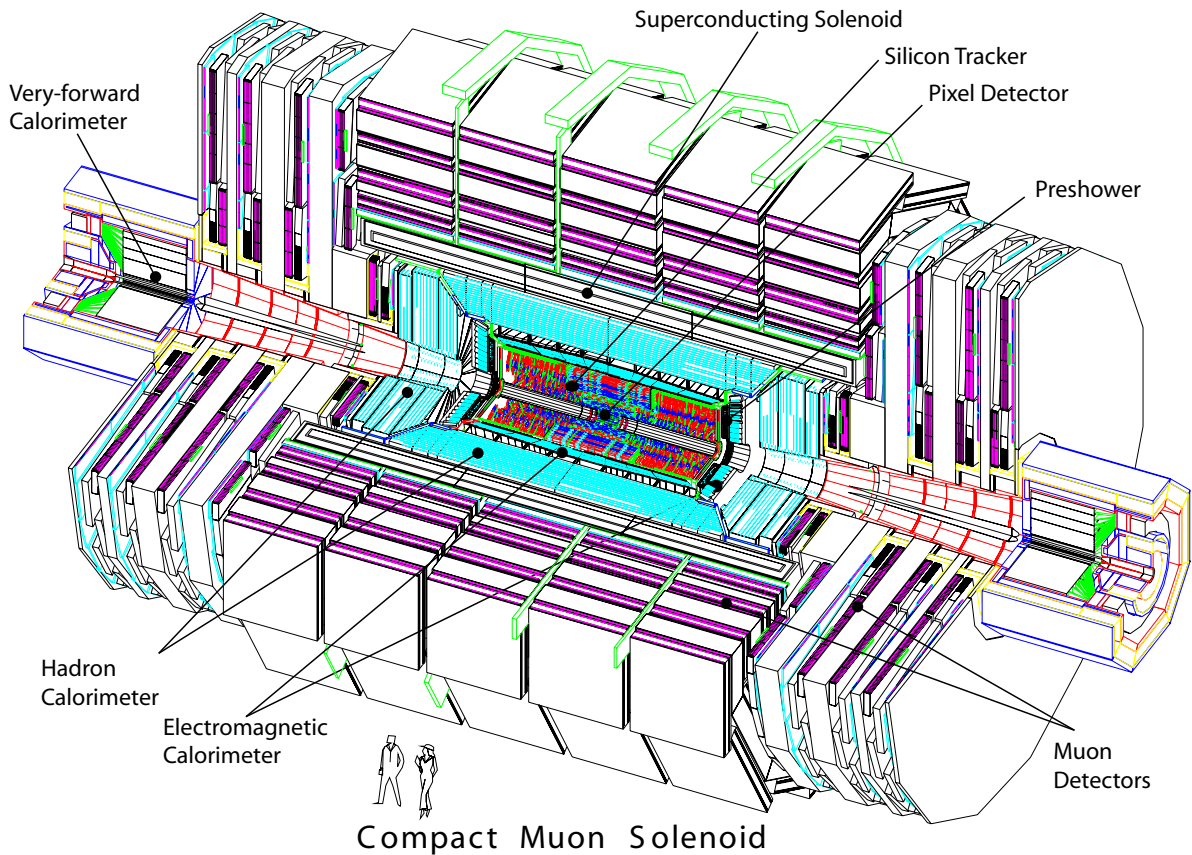 Superconducting Solenoid
Silicon Tracker
Pixel Detector
Very-forward
Calorimeter
Preshower
Hadron
Calorimeter
Electromagnetic
Calorimeter
Muon
Detectors
Compact Muon Solenoid